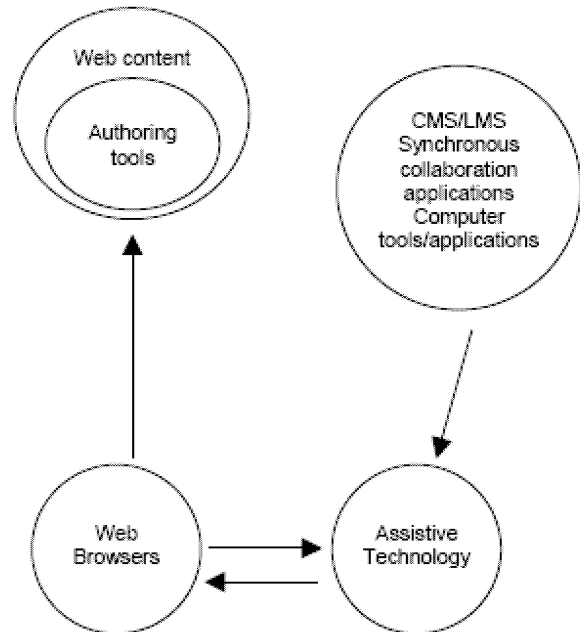 Web content
Authoring
tools
CMS/LMS
Synchronous
collaboration
applications
Computer
tools/applications
Web
Browsers
Assistive
Technology